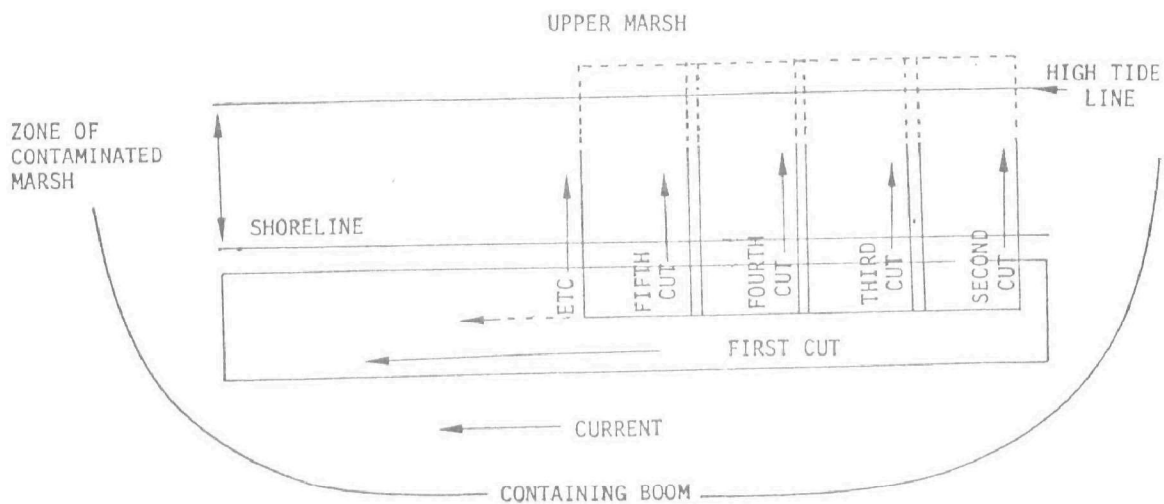 UPPER MARSH
HIGH TIDE
LINE
ZONE OF
CONTAMINATED
MARSH
SHORELINE
ETC
FIFTH
CUT
FOURTH
CUT
THIRD
CUT
SECOND
CUT
FIRST CUT
CURRENT
CONTAINING BOOM